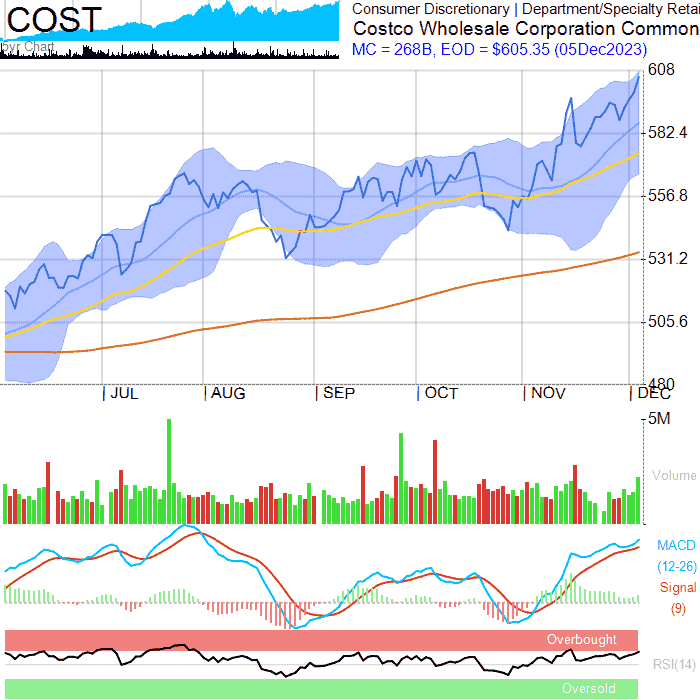 COST
5yr Chart
Consumer Discretionary | Department/Specialty Retai
Costco Wholesale Corporation Common
MC = 268B, EOD = $605.35 (05Dec2023)
608
582.4
556.8
531.2
505.6
480
JUL AUG SEP OCT NOV DEC
5M
Volume
MACD
(12-26)
Signal
(9)
Overbought
RSI(14)
Oversold